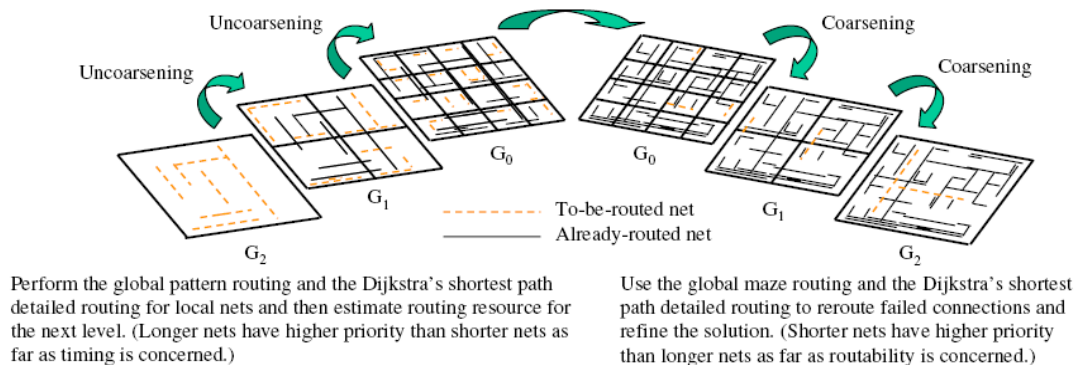 Uncoarsening
Coarsening
Uncoarsening
Coarsening
G0
G0
G1
G1
G2
G2
To-be-routed net
Already-routed net
Perform the global pattern routing and the Dijkstra's shortest path
detailed routing for local nets and then estimate routing resource for
the next level. (Longer nets have higher priority than shorter nets as
far as timing is concerned.)
Use the global maze routing and the Dijkstra's shortest
path detailed routing to reroute failed connections and
refine the solution. (Shorter nets have higher priority
than longer nets as far as routability is concerned.)